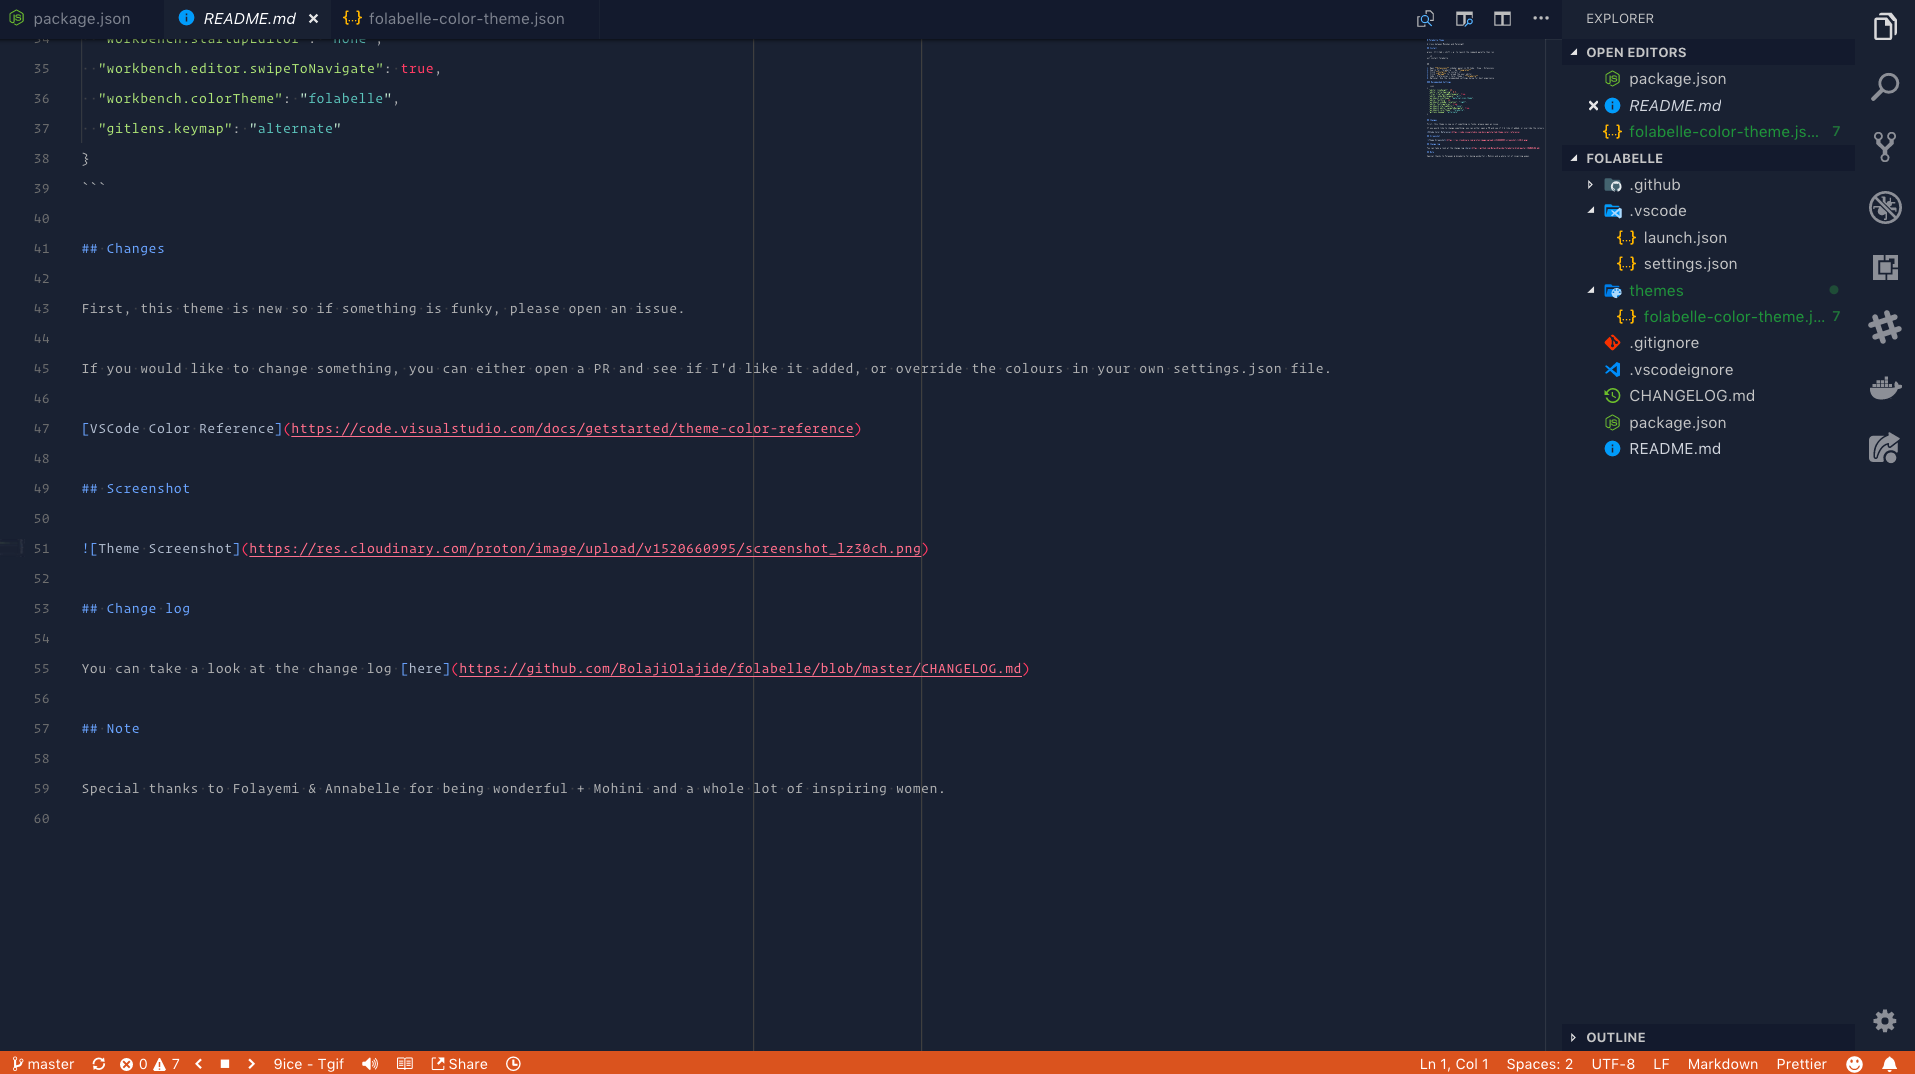 package.json
README.md
folabelle-color-theme.json
34 "workbench.startupEditor": "none",
35 "workbench.editor.swipeToNavigate": true,
36 "workbench.colorTheme": "folabelle",
37 "gitlens.keymap": "alternate"
38 }
39 ```
40
41 ## Changes
42
43 First, this theme is new so if something is funky, please open an issue.
44
45 If you would like to change something, you can either open a PR and see if I'd like it added, or override the colours in your own settings.json file.
46
47 [VSCode Color Reference](https://code.visualstudio.com/docs/getstarted/theme-color-reference)
48
49 ## Screenshot
50
51 ![Theme Screenshot](https://res.cloudinary.com/proton/image/upload/v1520660995/screenshot_lz30ch.png)
52
53 ## Change log
54
55 You can take a look at the change log [here](https://github.com/BolajiOlajide/folabelle/blob/master/CHANGELOG.md)
56
57 ## Note
58
59 Special thanks to Folayemi & Annabelle for being wonderful + Mohini and a whole lot of inspiring women.
60
EXPLORER
OPEN EDITORS
package.json
README.md
folabelle-color-theme.js... 7
FOLABELLE
.github
.vscode
launch.json
settings.json
themes
folabelle-color-theme.j... 7
.gitignore
.vscodeignore
CHANGELOG.md
package.json
README.md
OUTLINE
master 0 7 9ice - Tgif Share Ln 1, Col 1 Spaces: 2 UTF-8 LF Markdown Prettier